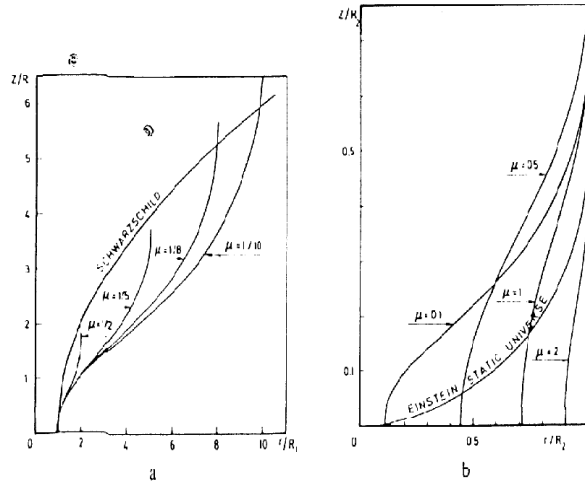 Z/R
6
5
4
3
2
1
0
0
2
4
6
8
10
r/R₁
SCHWARZSCHILD
μ=1/2
μ=1/5
μ=1/8
μ=1/10
a
Z/R₂
0.5
0.1
0
0.5
r/R₂
μ=0.5
μ=0.1
μ=1
μ=2
EINSTEIN STATIC UNIVERSE
b